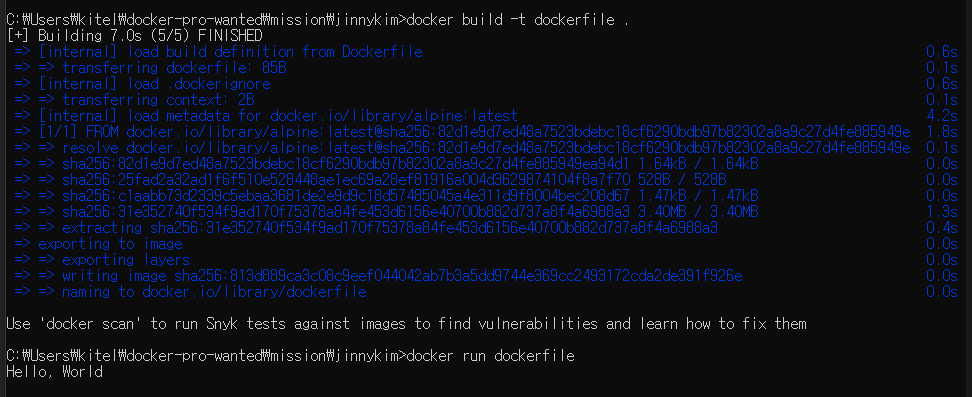 C:₩Users₩kitel₩docker-pro-wanted₩mission₩jinnykim>docker build -t dockerfile .
[+] Building 7.0s (5/5) FINISHED
=> [internal] load build definition from Dockerfile 0.6s
=> => transferring dockerfile: 85B 0.1s
=> [internal] load .dockerignore 0.6s
=> => transferring context: 2B 0.1s
=> [internal] load metadata for docker.io/library/alpine:latest 4.2s
=> [1/1] FROM docker.io/library/alpine:latest@sha256:82d1e9d7ed48a7523bdebc18cf6290bdb97b82302a8a9c27d4fe885949e 1.8s
=> => resolve docker.io/library/alpine:latest@sha256:82d1e9d7ed48a7523bdebc18cf6290bdb97b82302a8a9c27d4fe885949e 0.1s
=> => sha256:82d1e9d7ed48a7523bdebc18cf6290bdb97b82302a8a9c27d4fe885949ea94d1 1.64kB / 1.64kB 0.0s
=> => sha256:25fad2a32ad1f6f510e528448ae1ec69a28ef81916a004d3629874104f8a7f70 528B / 528B 0.0s
=> => sha256:c1aabb73d2339c5ebaa3681de2e9d9c18d57485045a4e311d9f8004bec208d67 1.47kB / 1.47kB 0.0s
=> => sha256:31e352740f534f9ad170f75378a84fe453d6156e40700b882d737a8f4a6988a3 3.40MB / 3.40MB 1.3s
=> => extracting sha256:31e352740f534f9ad170f75378a84fe453d6156e40700b882d737a8f4a6988a3 0.4s
=> exporting to image 0.0s
=> => exporting layers 0.0s
=> => writing image sha256:813d889ca3c08c9eef044042ab7b3a5dd9744e369cc2493172cda2de391f926e 0.0s
=> => naming to docker.io/library/dockerfile 0.0s
Use 'docker scan' to run Snyk tests against images to find vulnerabilities and learn how to fix them
C:₩Users₩kitel₩docker-pro-wanted₩mission₩jinnykim>docker run dockerfile
Hello, World